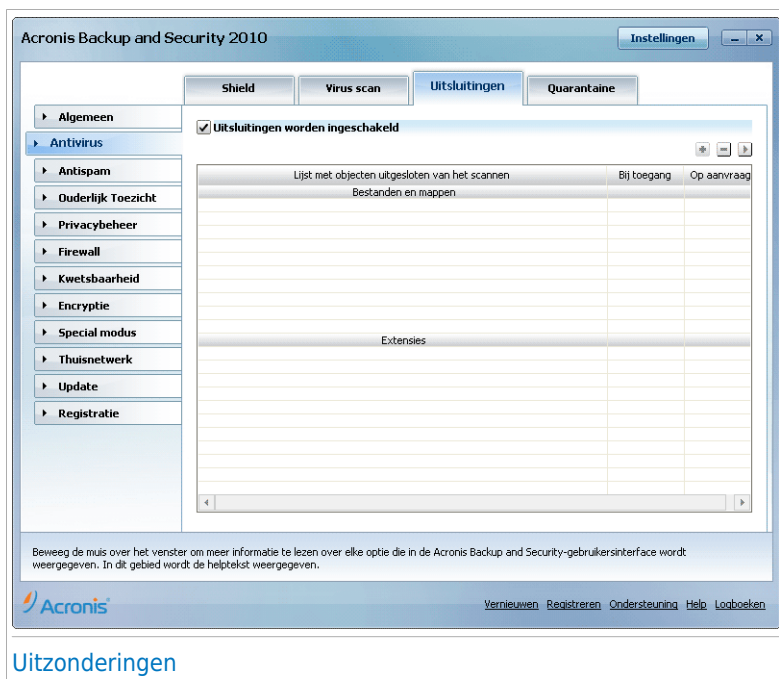 Acronis Backup and Security 2010
Instellingen
Shield
Virus scan
Uitsluitingen
Quarantaine
Algemeen
Antivirus
Antispam
Ouderlijk Toezicht
Privacybeheer
Firewall
Kwetsbaarheid
Encryptie
Special modus
Thuisnetwerk
Update
Registratie
Uitsluitingen worden ingeschakeld
Lijst met objecten uitgesloten van het scannen Bij toegang Op aanvraag
Bestanden en mappen
Extensies
Beweeg de muis over het venster om meer informatie te lezen over elke optie die in de Acronis Backup and Security-gebruikersinterface wordt
weergegeven. In dit gebied wordt de helptekst weergegeven.
Acronis
Vernieuwen Registreren Ondersteuning Help Logboeken
Uitzonderingen